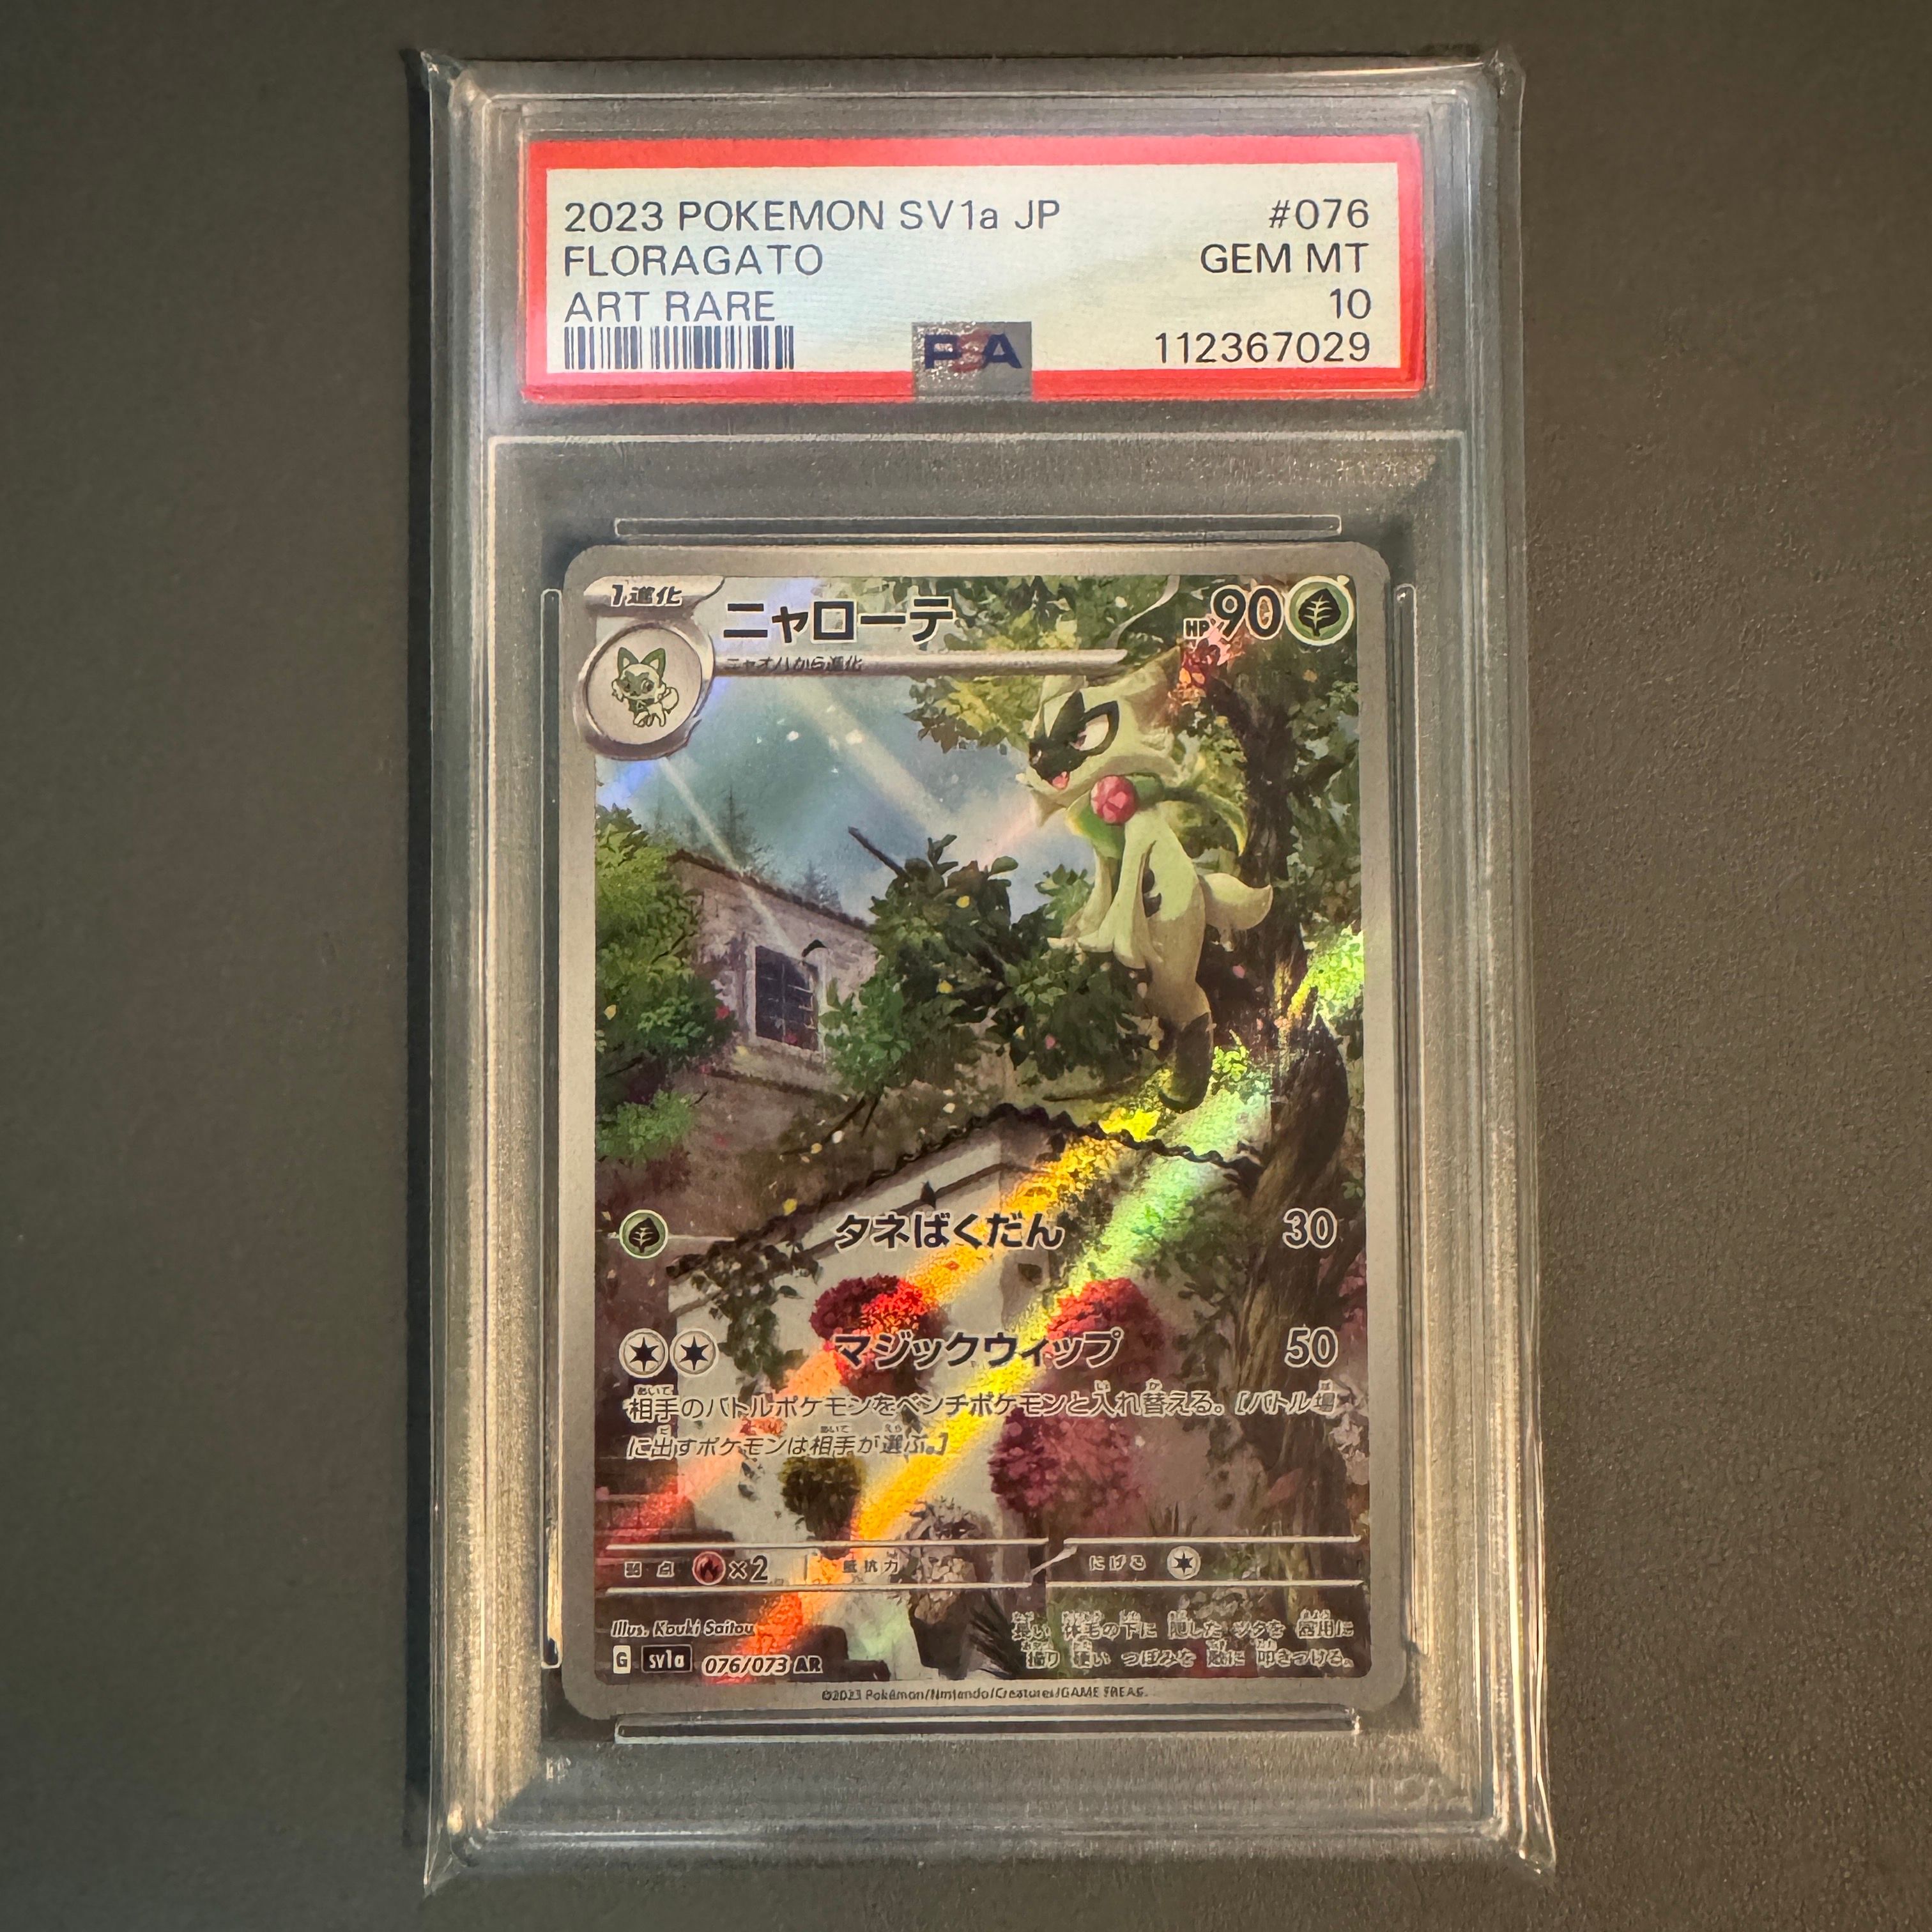 2023 POKEMON SV1a JP #076
FLORAGATO GEM MT
ART RARE 10
PSA 112367029
1進化 ニャローテ HP 90
ニャオハから進化
タネばくだん 30
マジックウィップ 50
相手のバトルポケモンをベンチポケモンと入れ替える。[バトル場
に出すポケモンは相手が選ぶ。]
弱点 ×2 抵抗力 にげる
Illus. Kouki Saitou
長い 体毛の下に 隠した ツタを 器用に
操り 硬い つぼみを 敵に 叩きつける。
G sv1a 076/073 AR
©2023 Pokémon/Nintendo/Creatures/GAME FREAK.